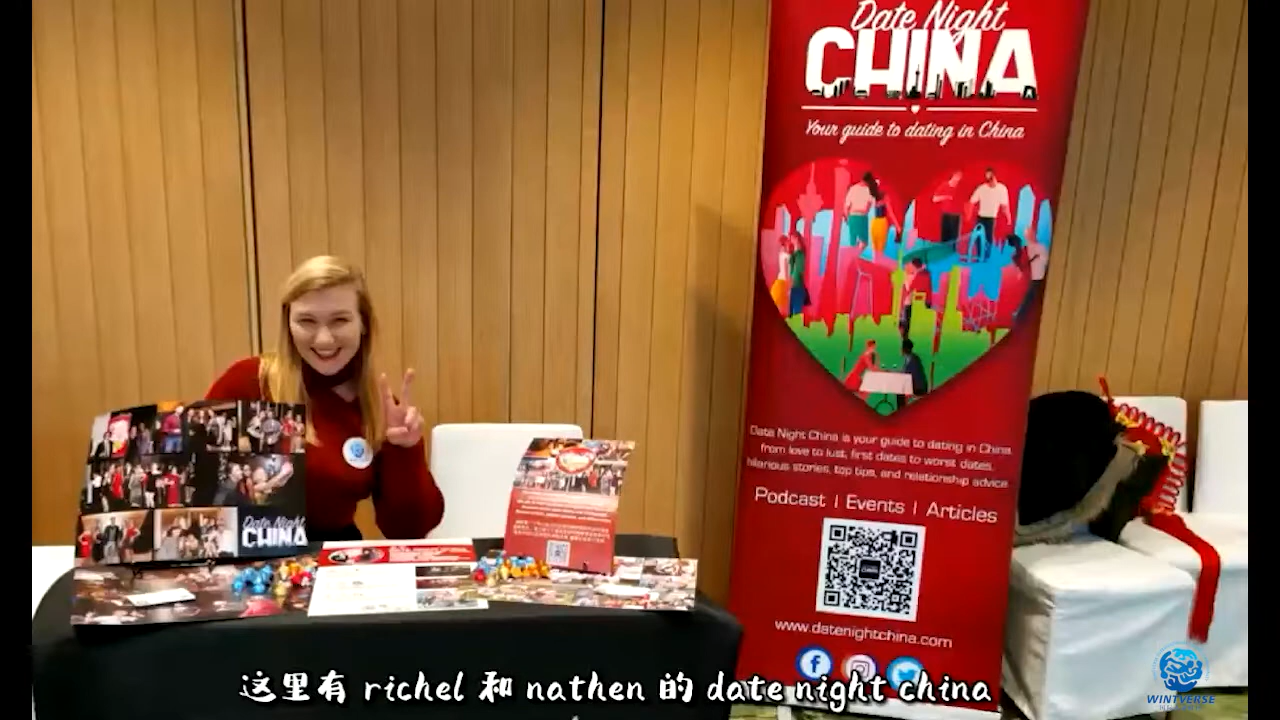 Date Night
CHINA
Your guide to dating in China
Date Night China is your guide to dating in China
from love to lust, first dates to worst dates,
hilarious stories, top tips, and relationship advice
Podcast | Events | Articles
www.datenightchina.com
Date Night
CHINA
这里有 richel 和 nathen 的 date night china
WINTVERSE